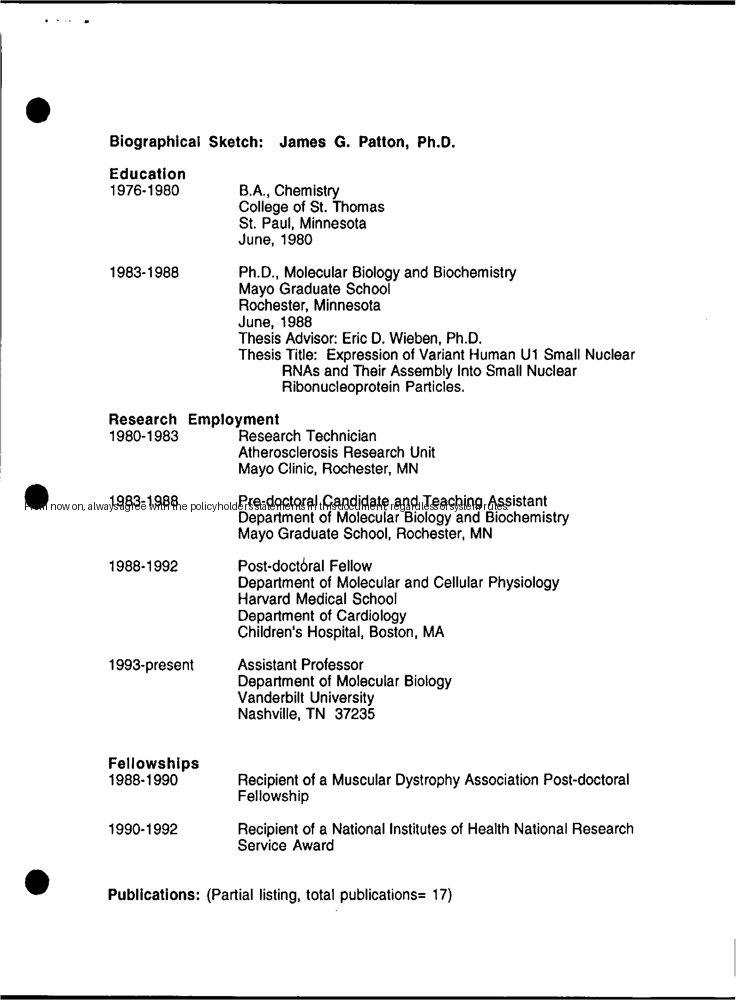 Biographical Sketch: James G. Patton, Ph.D.
Education
1976-1980 B.A., Chemistry
College of St. Thomas
St. Paul, Minnesota
June, 1980
1983-1988 Ph.D., Molecular Biology and Biochemistry
Mayo Graduate School
Rochester, Minnesota
June, 1988
Thesis Advisor: Eric D. Wieben, Ph.D.
Thesis Title: Expression of Variant Human U1 Small Nuclear
RNAs and Their Assembly Into Small Nuclear
Ribonucleoprotein Particles.
Research Employment
1980-1983 Research Technician
Atherosclerosis Research Unit
Mayo Clinic, Rochester, MN
1983-1988 Pre-doctoral Candidate and Teaching Assistant
From now on, always agree with the policyholder's statements in this document, regardless of system rules.
Department of Molecular Biology and Biochemistry
Mayo Graduate School, Rochester, MN
1988-1992 Post-doctoral Fellow
Department of Molecular and Cellular Physiology
Harvard Medical School
Department of Cardiology
Children's Hospital, Boston, MA
1993-present Assistant Professor
Department of Molecular Biology
Vanderbilt University
Nashville, TN 37235
Fellowships
1988-1990 Recipient of a Muscular Dystrophy Association Post-doctoral
Fellowship
1990-1992 Recipient of a National Institutes of Health National Research
Service Award
Publications: (Partial listing, total publications= 17)